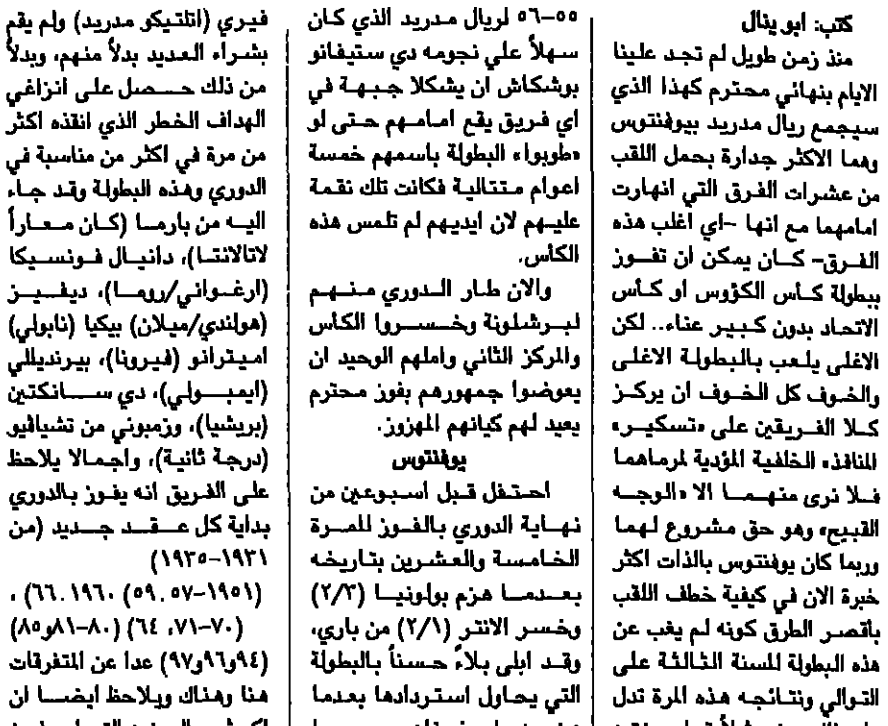 كتب: ابو ينال
منذ زمن طويل لم تجد علينا
الايام بنهائي محترم كهذا الذي
سيجمع ريال مدريد بيوفنتوس
وهما الاكثر جدارة بحمل اللقب
من عشرات الفرق التي انهارت
امامهما مع انها -اي اغلب هذه
الفرق- كان يمكن ان تفوز
ببطولة كأس الكؤوس او كأس
الاتحاد بدون كبير عناء.. لكن
الاغلى يلعب بالبطولة الاغلى
والخوف كل الخوف ان يركز
كلا الفريقين على «تسكير»
المنافذ الخلفية المؤدية لمرماهما
فلا نرى منهما الا «الوجه
القبيح» وهو حق مشروع لهما
وربما كان يوفنتوس بالذات اكثر
خبرة الان في كيفية خطف اللقب
باقصر الطرق كونه لم يغب عن
هذه البطولة للسنة الثالثة على
التوالي ونتائجه هذه المرة تدل
٥٥-٥٦ لريال مدريد الذي كان
سهلاً علي نجومه دي ستيفانو
بوشكاش ان يشكلا جبهة في
اي فريق يقع امامهم حتى لو
«طوبوا» البطولة باسمهم خمسة
اعوام متتالية فكانت تلك نقمة
عليهم لان ايديهم لم تلمس هذه
الكأس.
والان طار الدوري منهم
لبرشلونة وخسروا الكاس
والمركز الثاني واملهم الوحيد ان
يعوضوا جمهورهم بفوز محترم
يعيد لهم كيانهم المهزوز.
يوفنتوس
احتفل قبل اسبوعين من
نهاية الدوري بالفوز للمرة
الخامسة والعشرين بتاريخه
بعدما هزم بولونيا (٢/٣)
وخسر الانتر (٢/١) من باري،
وقد ابلى بلاءً حسناً بالبطولة
التي يحاول استردادها بعدما
فيري (اتلتيكو مدريد) ولم يقم
بشراء العديد بدلاً منهم، وبدلاً
من ذلك حصل على انزاغي
الهداف الخطر الذي انقذه اكثر
من مرة في اكثر من مناسبة في
الدوري وهذه البطولة وقد جاء
اليه من بارما (كان معاراً
لاتالانتا)، دانيال فونسيكا
(ارغواني/روما)، ديفيز
(هولندي/ميلان) بيكيا (نابولي)
اميترانو (فيرونا)، بيرنديللي
(ايمبولي)، دي سانكتين
(بريشيا)، وزمبوني من تشيافيو
(درجة ثانية)، واجمالا يلاحظ
على الفريق انه يفوز بالدوري
بداية كل عقد جديد (من
١٩٣١-١٩٣٥)
(١٩٥١-٥٧. ٥٩) ١٩٦٠. ٦٦) ،
(٧٠-٧١، ٦٤) (٨٠-٨١و٨٥)
(٩٤و٩٦و٩٧) عدا عن المتفرقات
هنا وهناك ويلاحظ ايضا ان